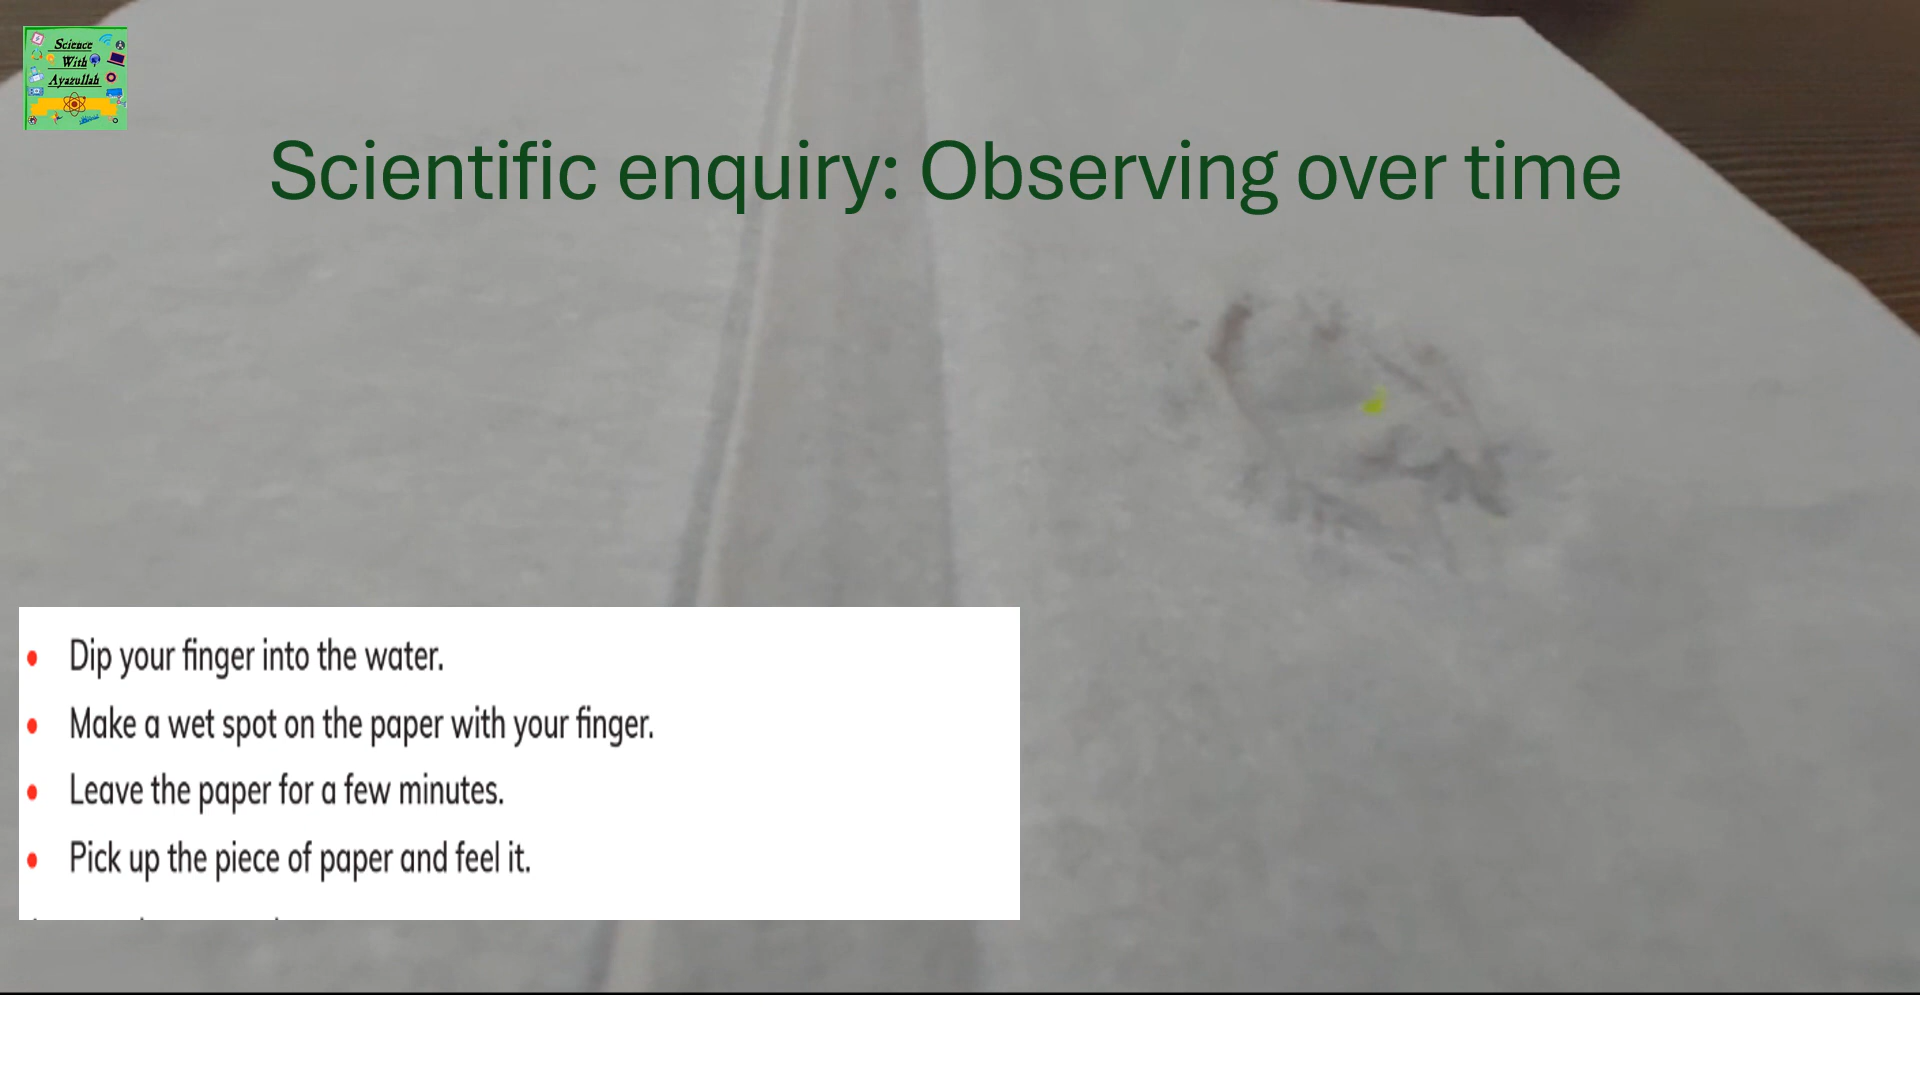 Science
With
Ayazullah
Scientific enquiry: Observing over time
• Dip your finger into the water.
• Make a wet spot on the paper with your finger.
• Leave the paper for a few minutes.
• Pick up the piece of paper and feel it.